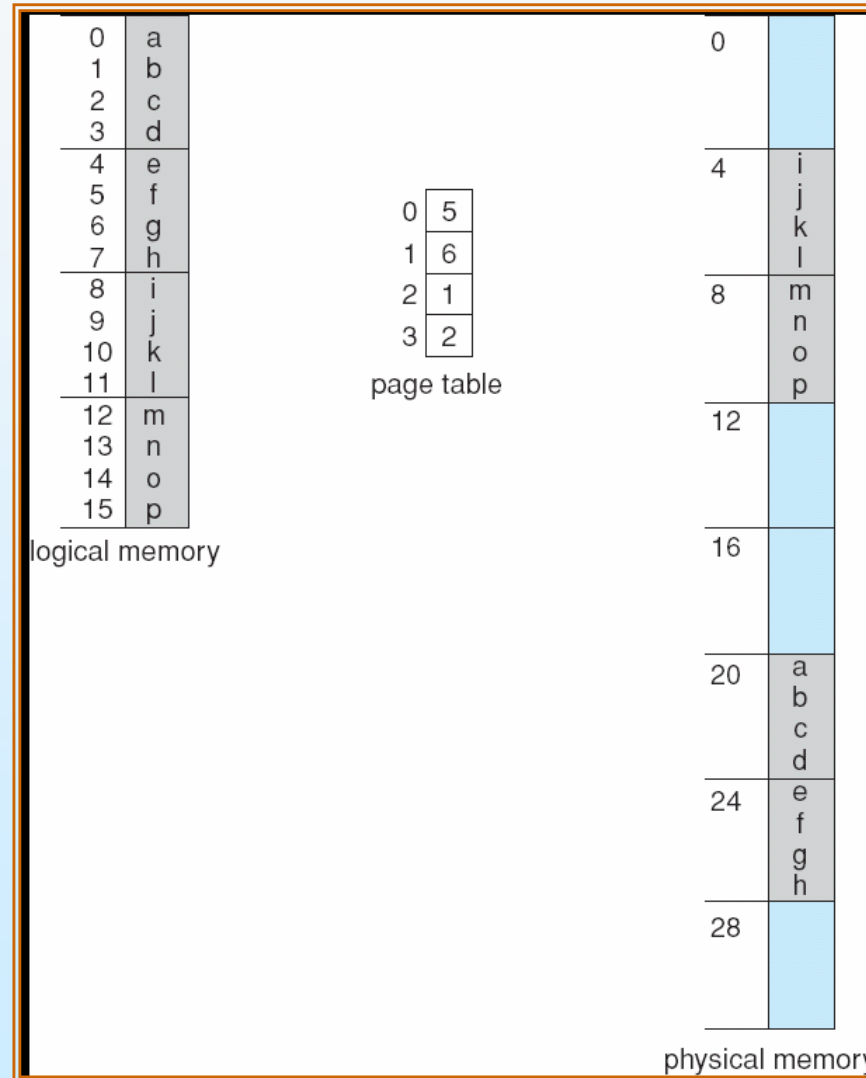 0 a
1 b
2 c
3 d
4 e
5 f
6 g
7 h
8 i
9 j
10 k
11 l
12 m
13 n
14 o
15 p
logical memory
0 5
1 6
2 1
3 2
page table
0
4 i
j
k
l
8 m
n
o
p
12
16
20 a
b
c
d
24 e
f
g
h
28
physical memory